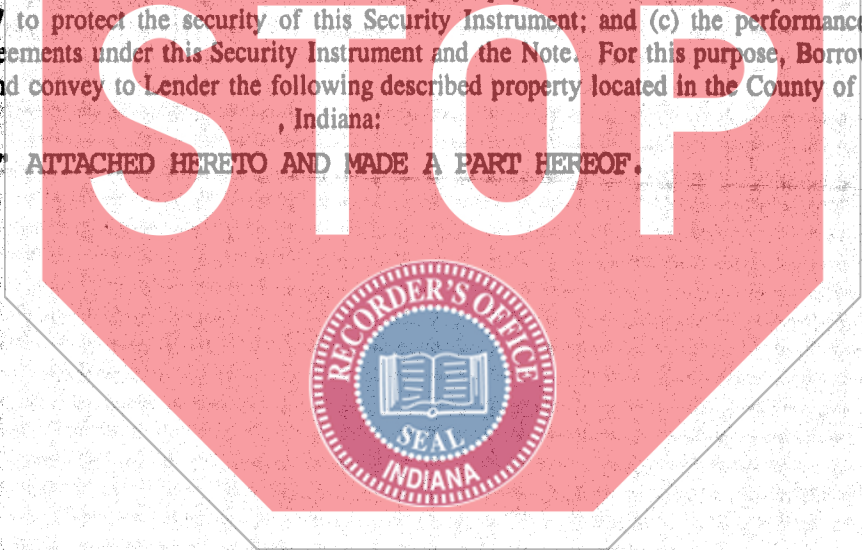 to protect the security of this Security Instrument; and (c) the performance
eements under this Security Instrument and the Note. For this purpose, Borrow
nd convey to Lender the following described property located in the County of
, Indiana:
ATTACHED HERETO AND MADE A PART HEREOF.
STOP
RECORDER'S OFFICE
SEAL
INDIANA